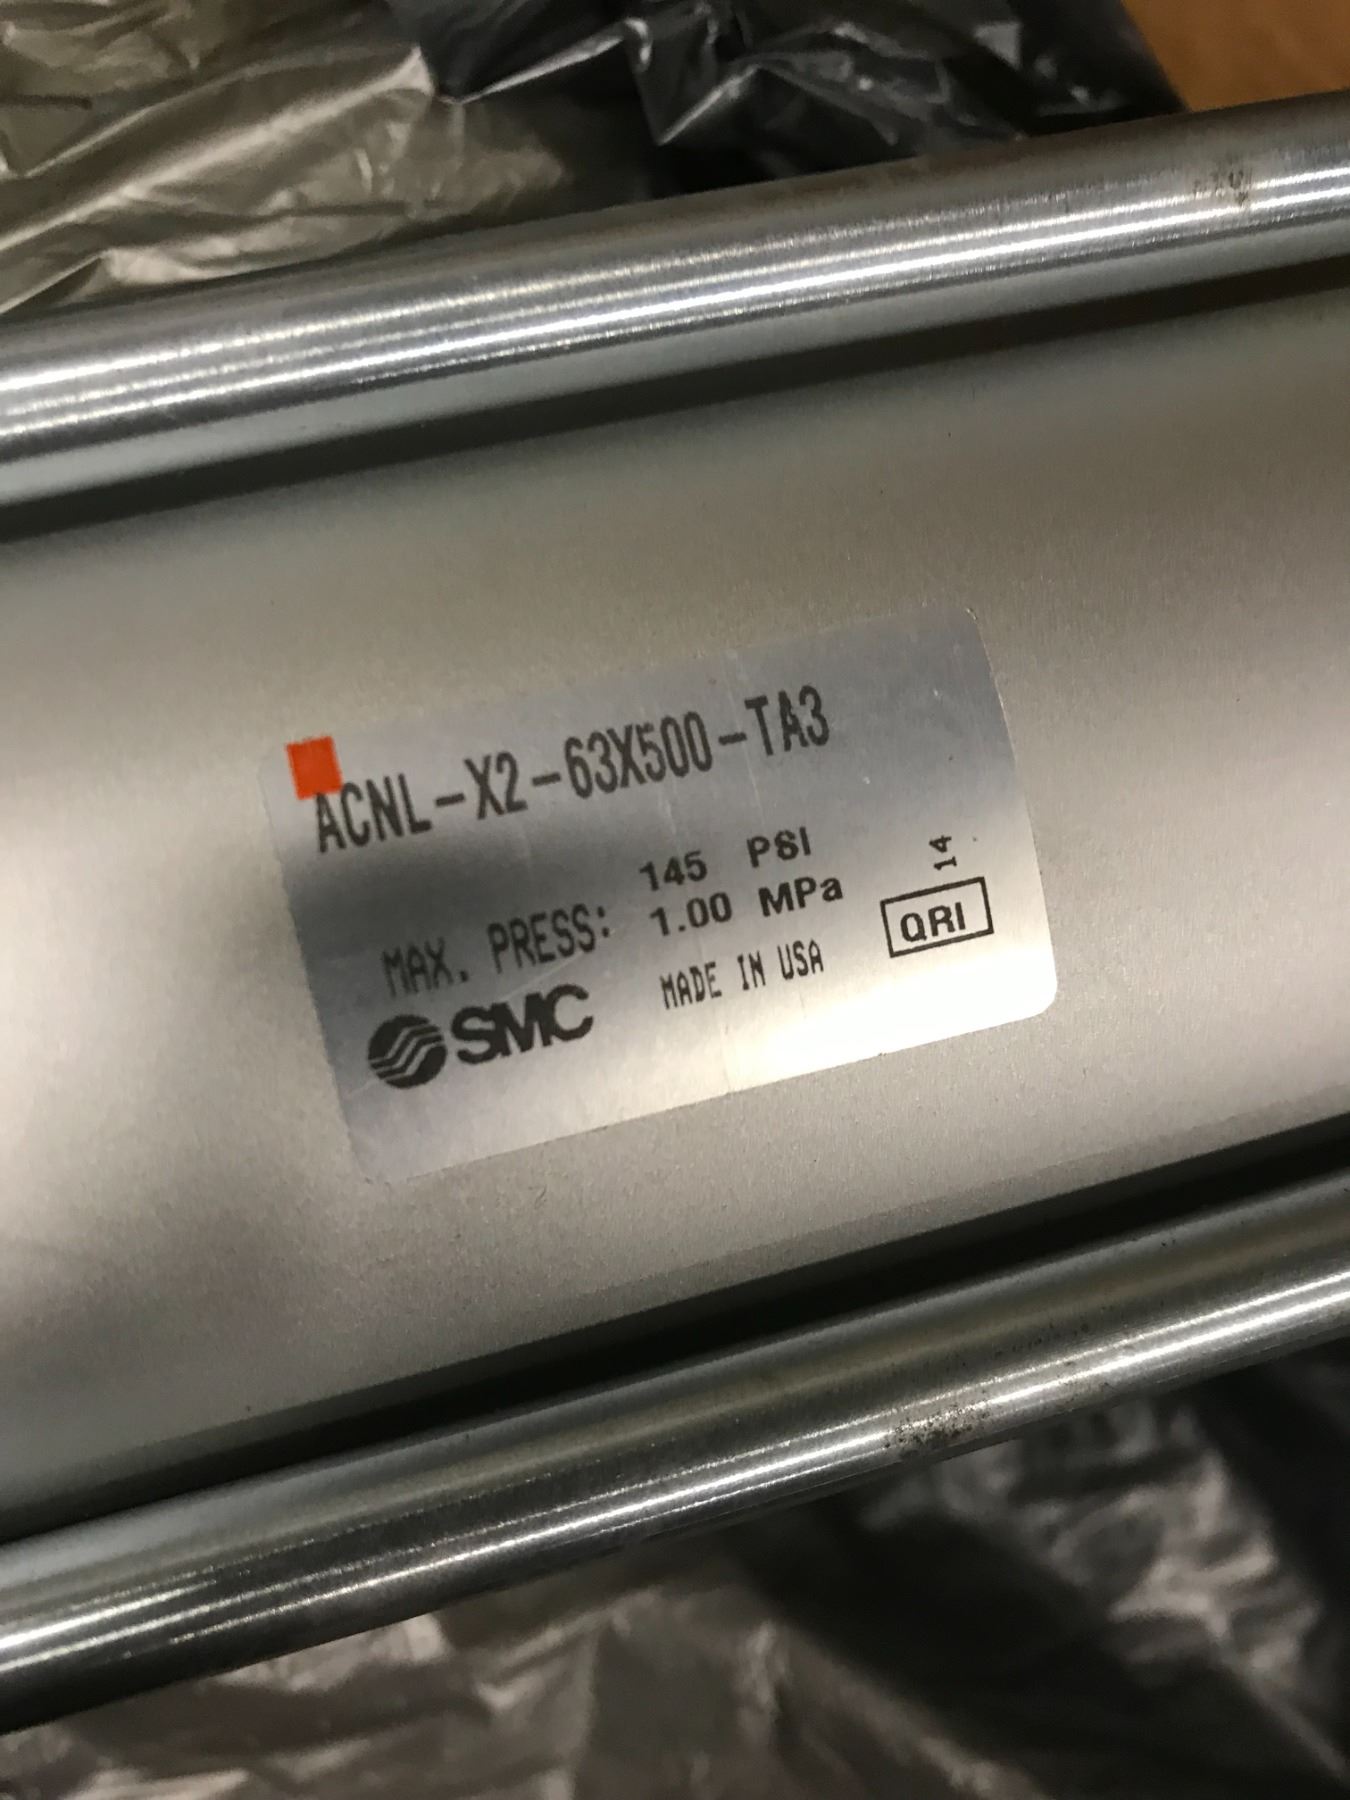 ACNL-X2-63X500-TA3
145 PSI
MAX. PRESS: 1.00 MPa
14
QRI
SMC MADE IN USA